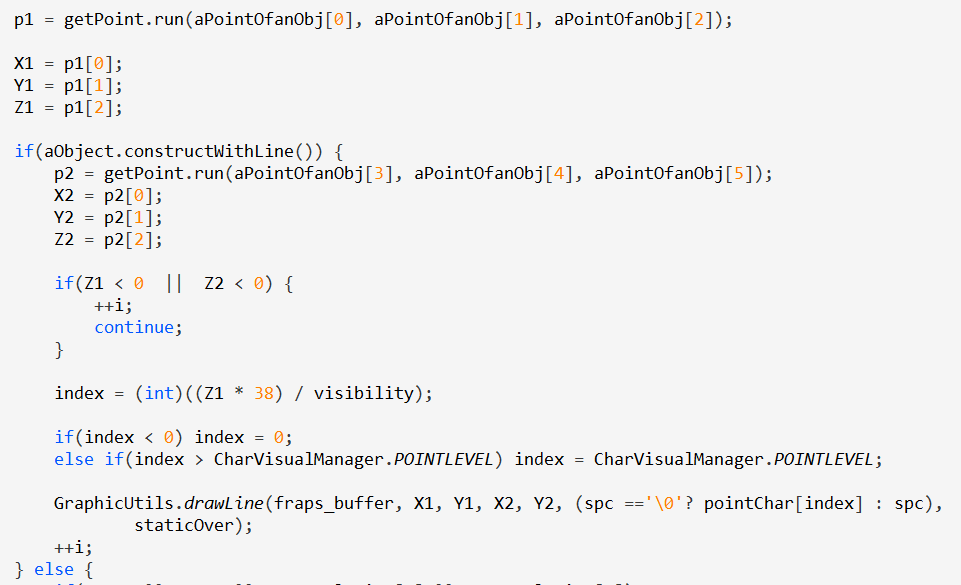 p1 = getPoint.run(aPointOfanObj[0], aPointOfanObj[1], aPointOfanObj[2]);
X1 = p1[0];
Y1 = p1[1];
Z1 = p1[2];
if(aObject.constructWithLine()) {
p2 = getPoint.run(aPointOfanObj[3], aPointOfanObj[4], aPointOfanObj[5]);
X2 = p2[0];
Y2 = p2[1];
Z2 = p2[2];
if(Z1 < 0  ||  Z2 < 0) {
++i;
continue;
}
index = (int)((Z1 * 38) / visibility);
if(index < 0) index = 0;
else if(index > CharVisualManager.POINTLEVEL) index = CharVisualManager.POINTLEVEL;
GraphicUtils.drawLine(fraps_buffer, X1, Y1, X2, Y2, (spc =='\0'? pointChar[index] : spc),
staticOver);
++i;
} else {